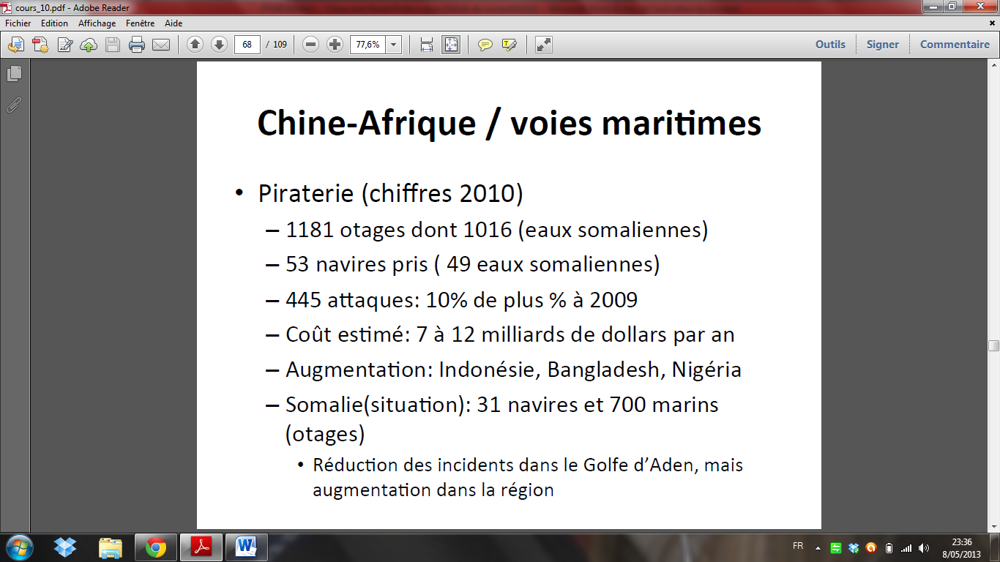 cours_10.pdf - Adobe Reader
Fichier Edition Affichage Fenêtre Aide
68 / 109 77,6% Outils Signer Commentaire
Chine-Afrique / voies maritimes
• Piraterie (chiffres 2010)
– 1181 otages dont 1016 (eaux somaliennes)
– 53 navires pris ( 49 eaux somaliennes)
– 445 attaques: 10% de plus % à 2009
– Coût estimé: 7 à 12 milliards de dollars par an
– Augmentation: Indonésie, Bangladesh, Nigéria
– Somalie(situation): 31 navires et 700 marins
(otages)
• Réduction des incidents dans le Golfe d’Aden, mais
augmentation dans la région
FR 23:36
8/05/2013